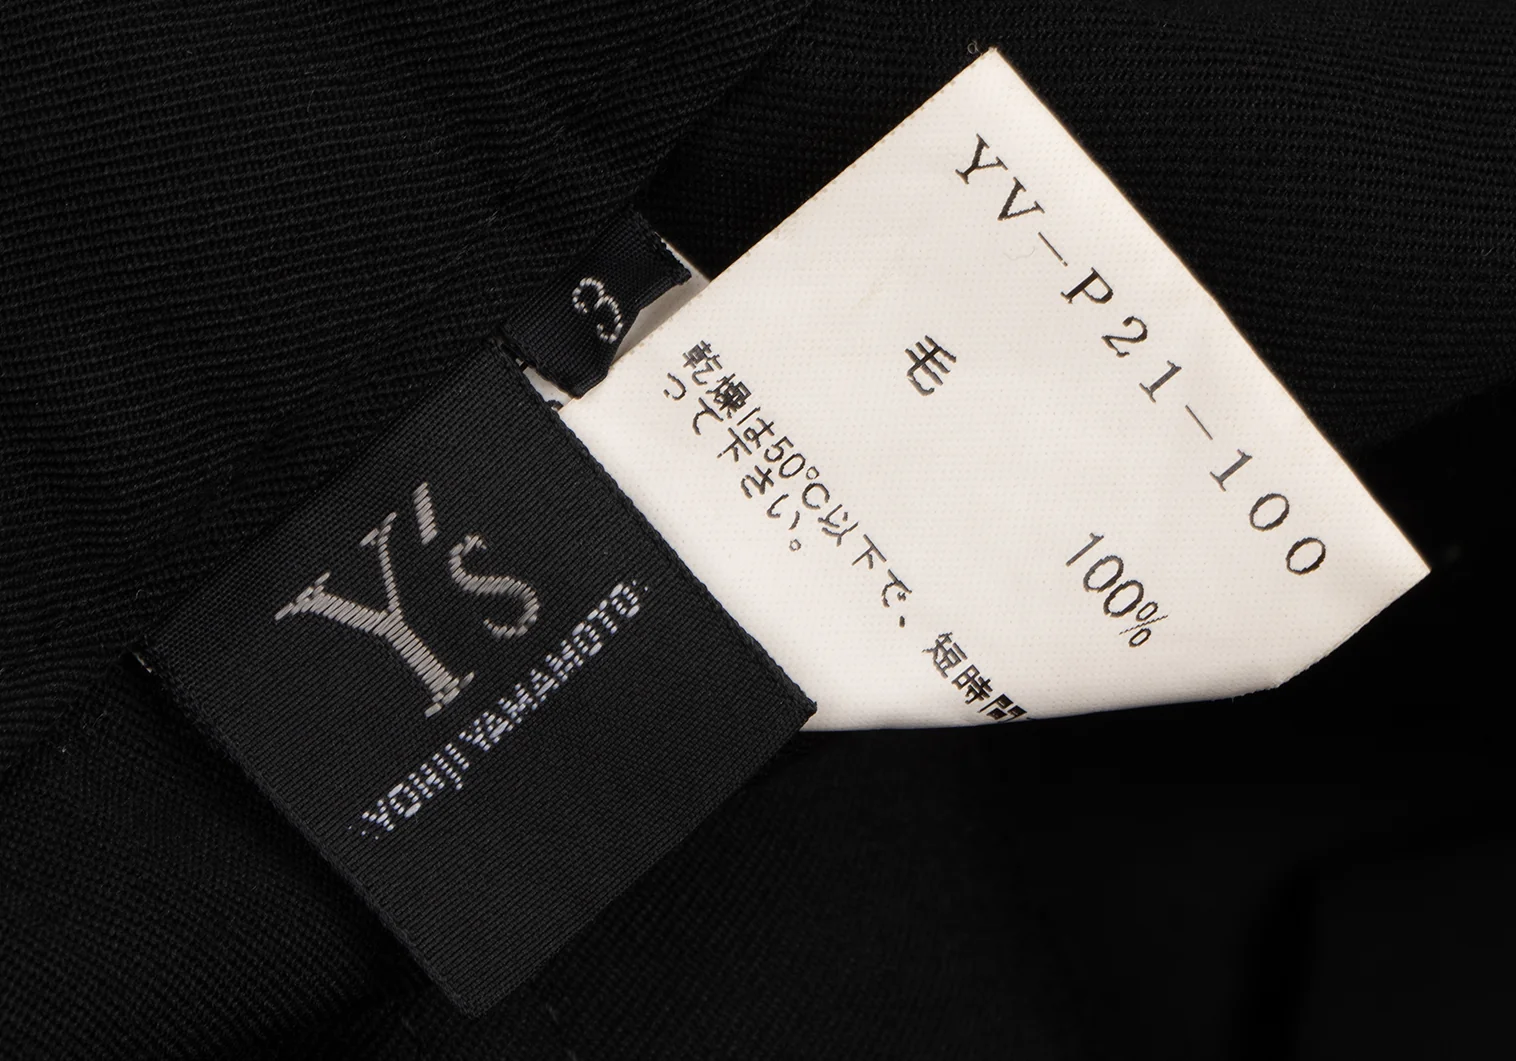 Y's
YOHJI YAMAMOTO
3
YV-P21-100
毛 100%
乾燥は50℃以下で、短時間
って下さい。